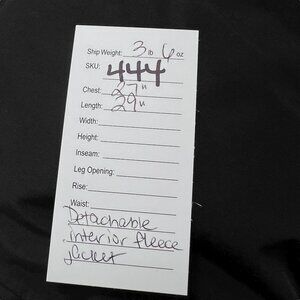 Ship Weight: 3 lb 6 oz
SKU: 444
Chest: 27"
Length: 29"
Width:
Height:
Inseam:
Leg Opening:
Rise:
Waist:
Detachable
interior fleece
jacket